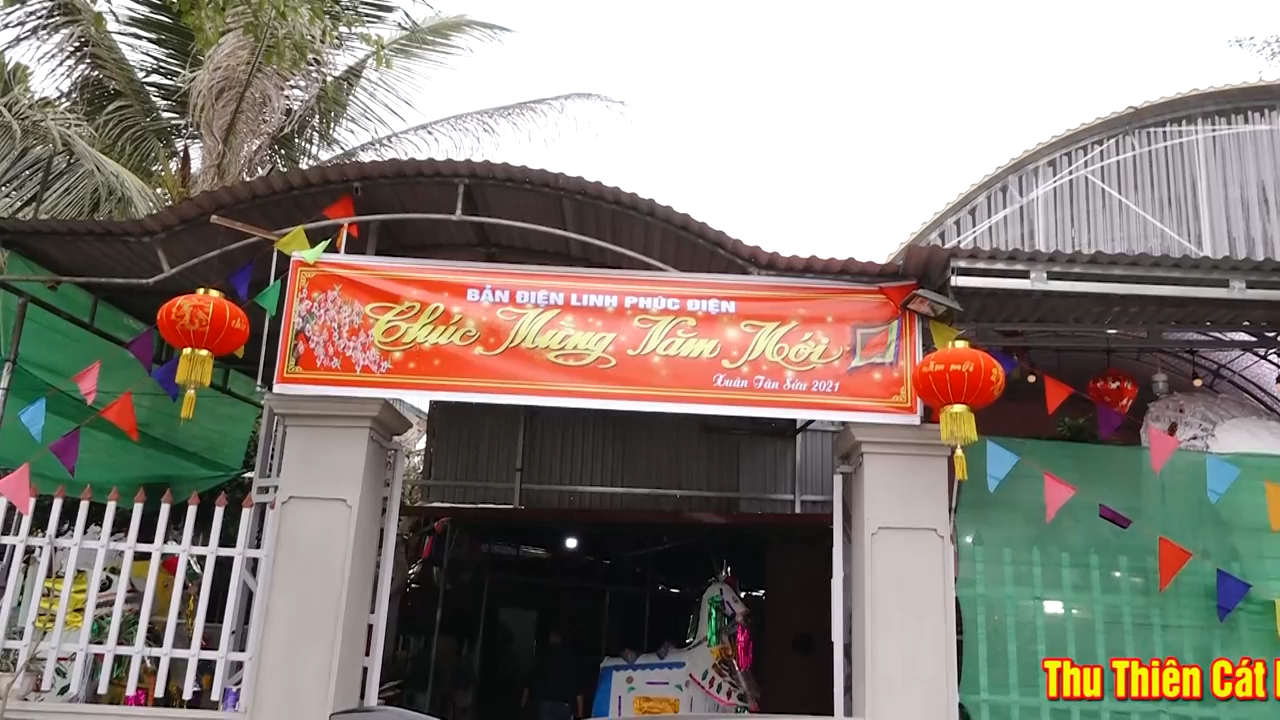 BẢN ĐIỆN LINH PHÚC ĐIỆN
Chúc Mừng Năm Mới
Xuân Tân Sửu 2021
Thu Thiên Cát